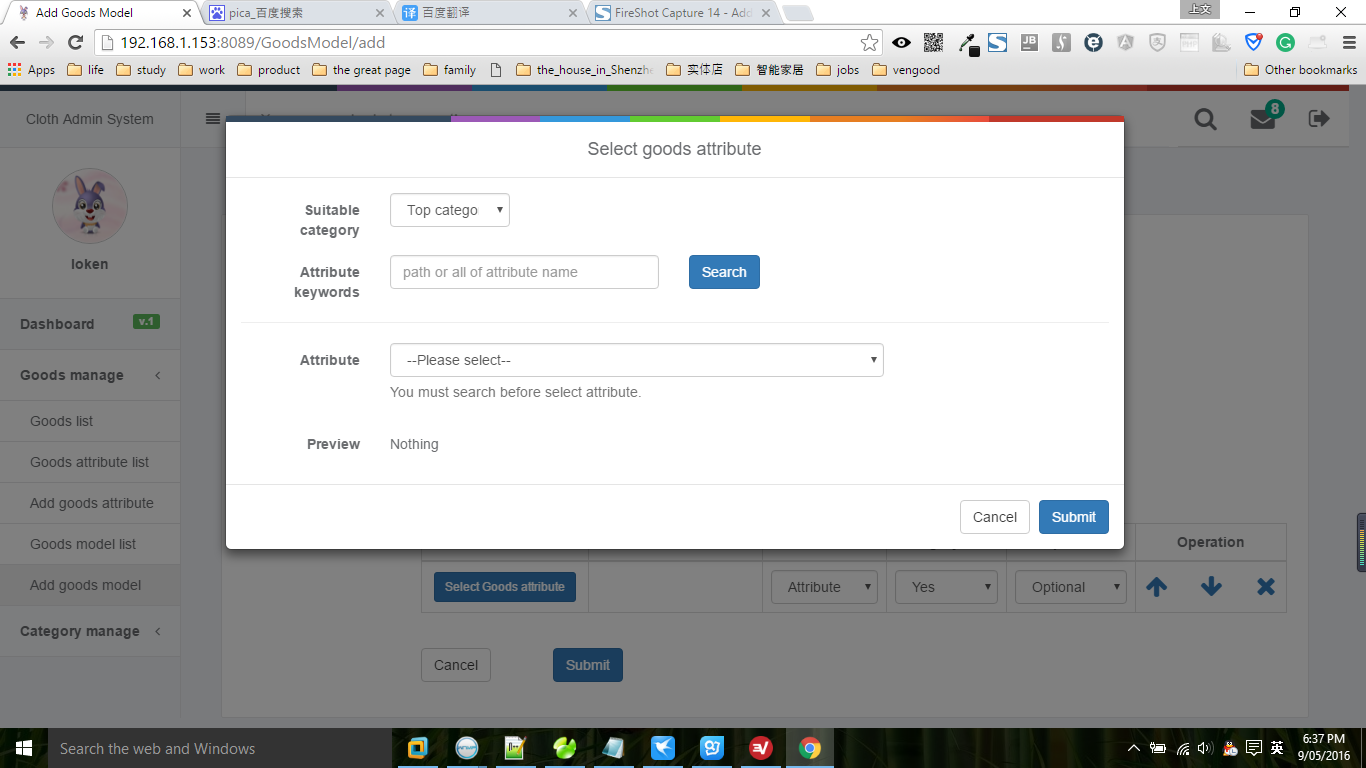 Add Goods Model
pica_百度搜索
译 百度翻译
FireShot Capture 14 - Add
上文
192.168.1.153:8089/GoodsModel/add
Apps
life
study
work
product
the great page
family
the_house_in_Shenzhe
实体店
智能家居
jobs
vengood
Other bookmarks
Cloth Admin System
8
loken
Dashboard
v.1
Goods manage
Goods list
Goods attribute list
Add goods attribute
Goods model list
Add goods model
Category manage
Select goods attribute
Suitable
category
Top catego
Attribute
keywords
path or all of attribute name
Search
Attribute
--Please select--
You must search before select attribute.
Preview
Nothing
Cancel
Submit
Operation
Select Goods attribute
Attribute
Yes
Optional
Cancel
Submit
Search the web and Windows
英
6:37 PM
9/05/2016